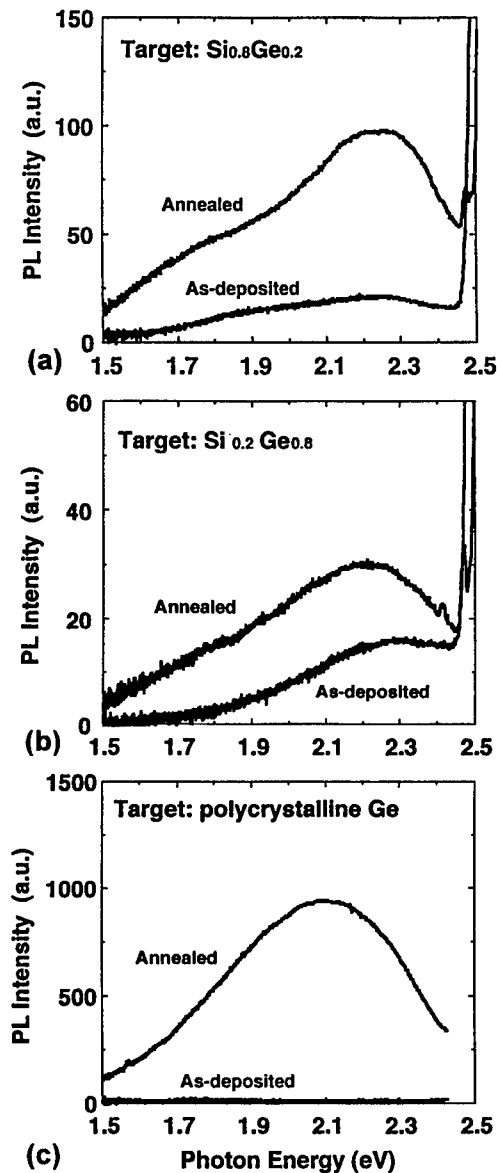 150
Target: Si0.8Ge0.2
100
Annealed
50
As-deposited
0
PL Intensity (a.u.)
1.5 1.7 1.9 2.1 2.3 2.5
(a)
60
Target: Si 0.2 Ge0.8
40
Annealed
20
As-deposited
0
PL Intensity (a.u.)
1.5 1.7 1.9 2.1 2.3 2.5
(b)
1500
Target: polycrystalline Ge
1000
Annealed
500
As-deposited
0
PL Intensity (a.u.)
1.5 1.7 1.9 2.1 2.3 2.5
(c) Photon Energy (eV)